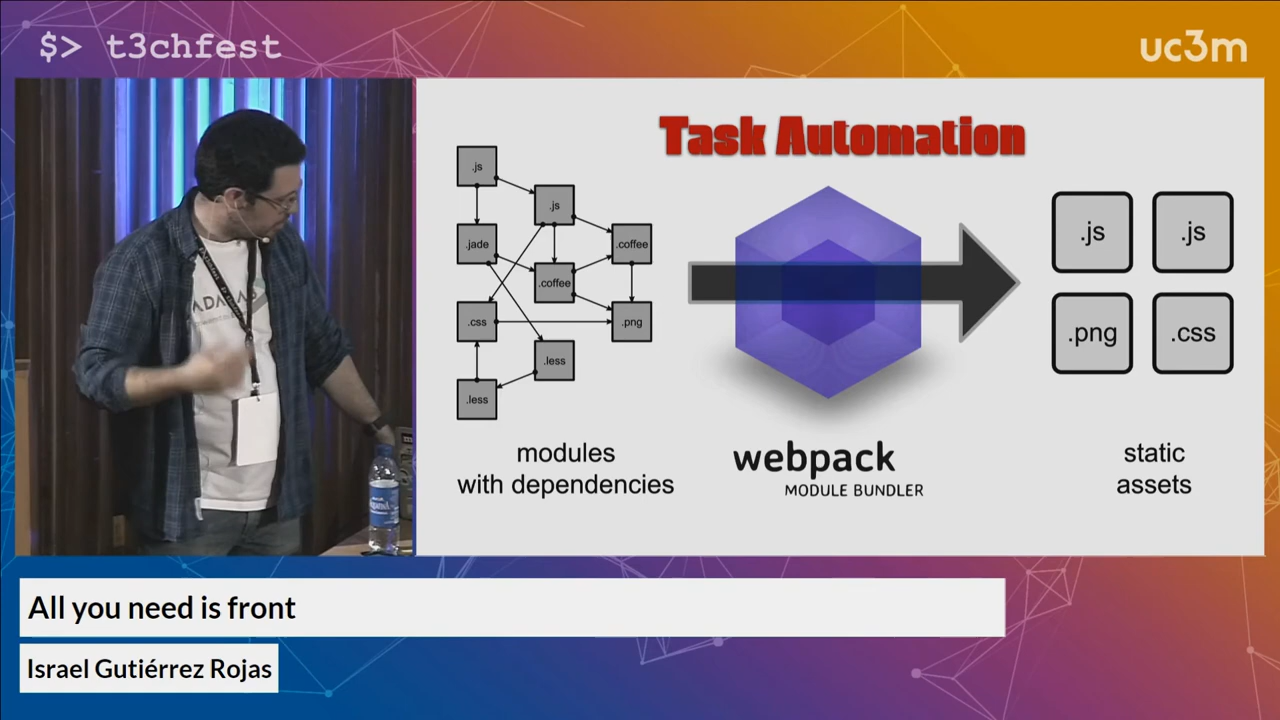 $> t3chfest
uc3m
Task Automation
.js
.js
.jade
.coffee
.coffee
.css
.png
.less
.less
modules
with dependencies
webpack
MODULE BUNDLER
.js
.js
.png
.css
static
assets
All you need is front
Israel Gutiérrez Rojas